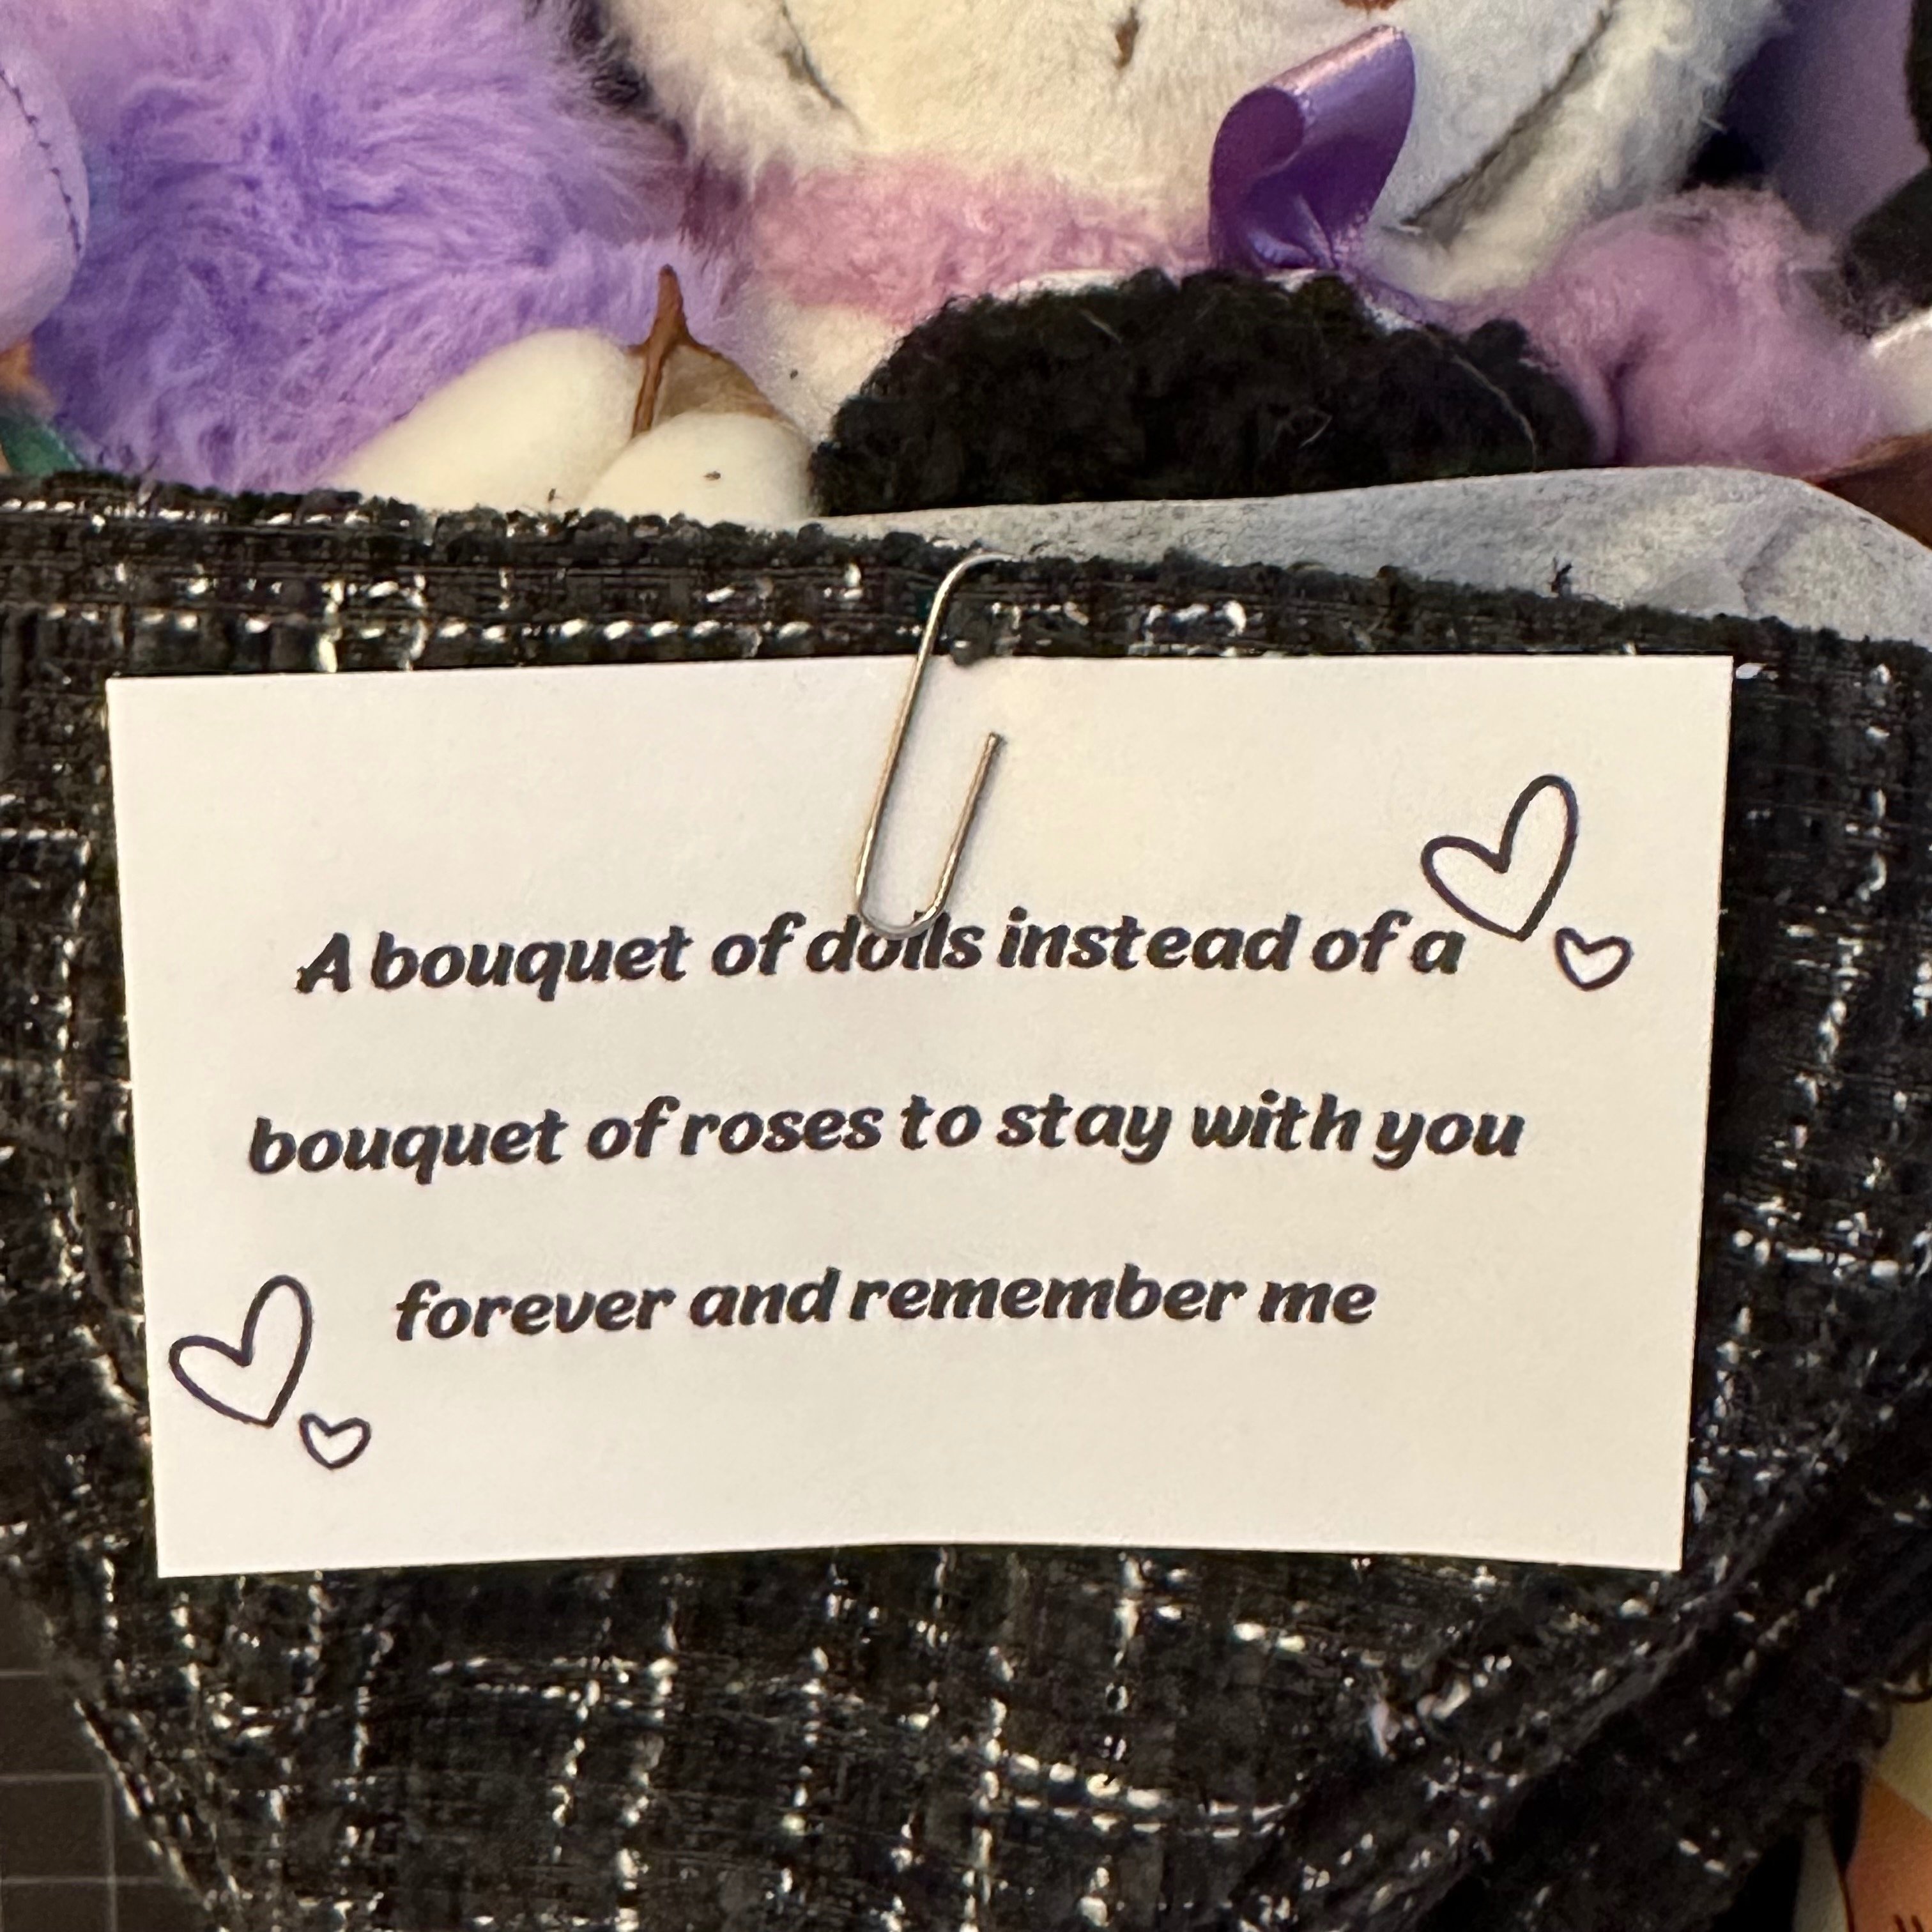 A bouquet of dolls instead of a
bouquet of roses to stay with you
forever and remember me